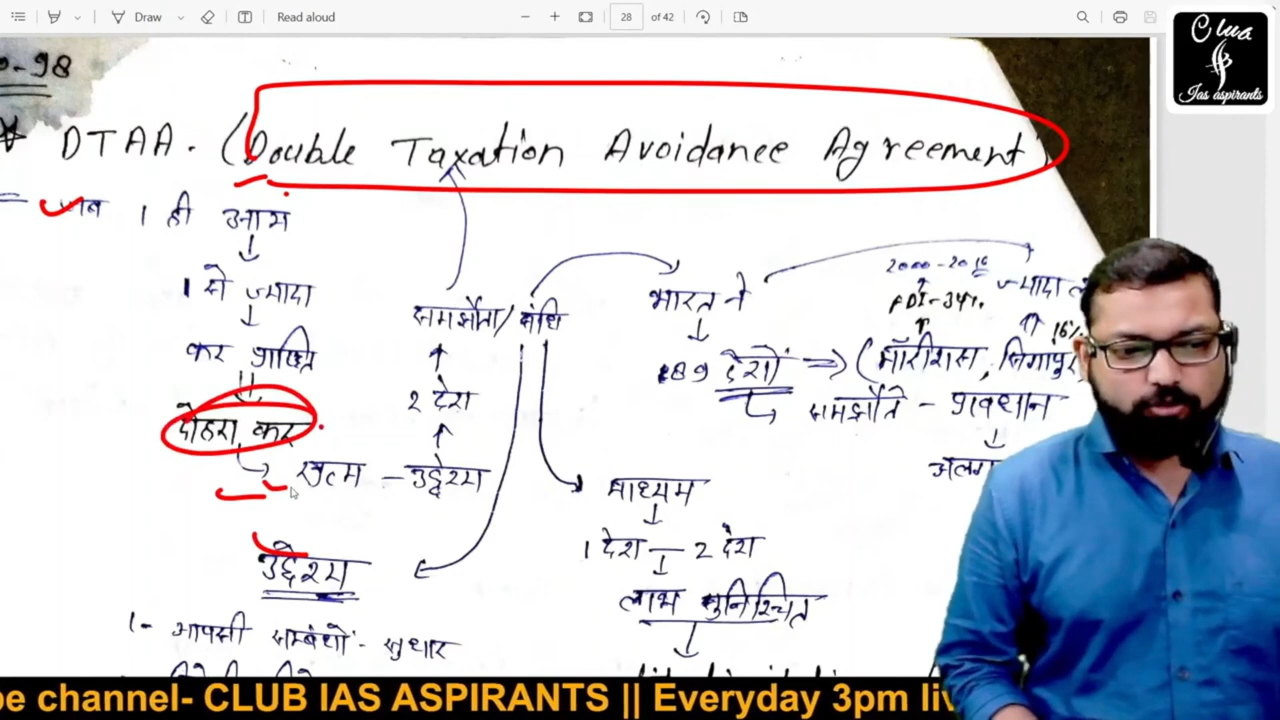 Draw
Read aloud
28 of 42
Club
Ias aspirants
-98
DTAA. (Double Taxation Avoidance Agreement)
जब 1 ही आय
1 से ज्यादा
कर
दोहरा कर
खत्म - उद्देश्य
2 देश
समझौता/संधि
भारत ने
89 देशों => (मॉरीशस, सिंगापुर,
2000-2016
FDI-34%.
ज्यादा
16%
समझौते - प्रावधान
अलग
माध्यम
1 देश — 2 देश
लाभ सुनिश्चित
उद्देश्य
1- आपसी सम्बंधों - सुधार
be channel- CLUB IAS ASPIRANTS || Everyday 3pm liv